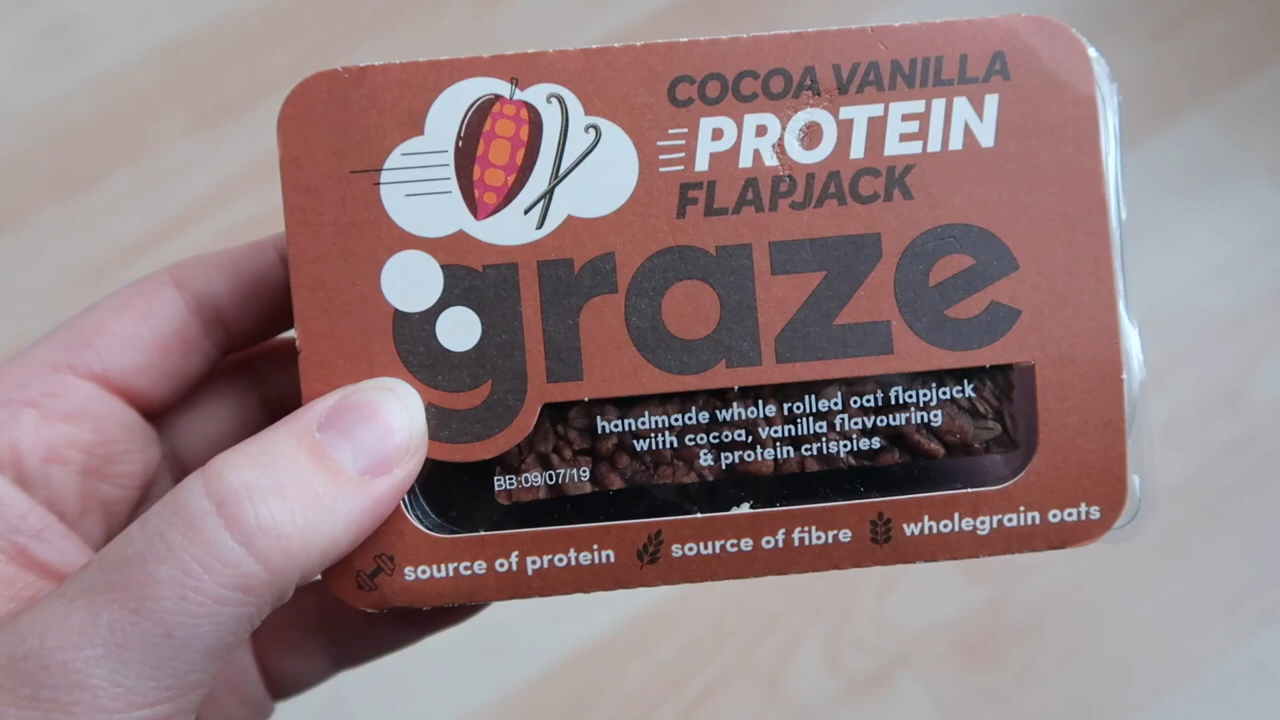 COCOA VANILLA
PROTEIN
FLAPJACK
graze
handmade whole rolled oat flapjack
with cocoa, vanilla flavouring
& protein crispies
BB:09/07/19
source of protein
source of fibre
wholegrain oats